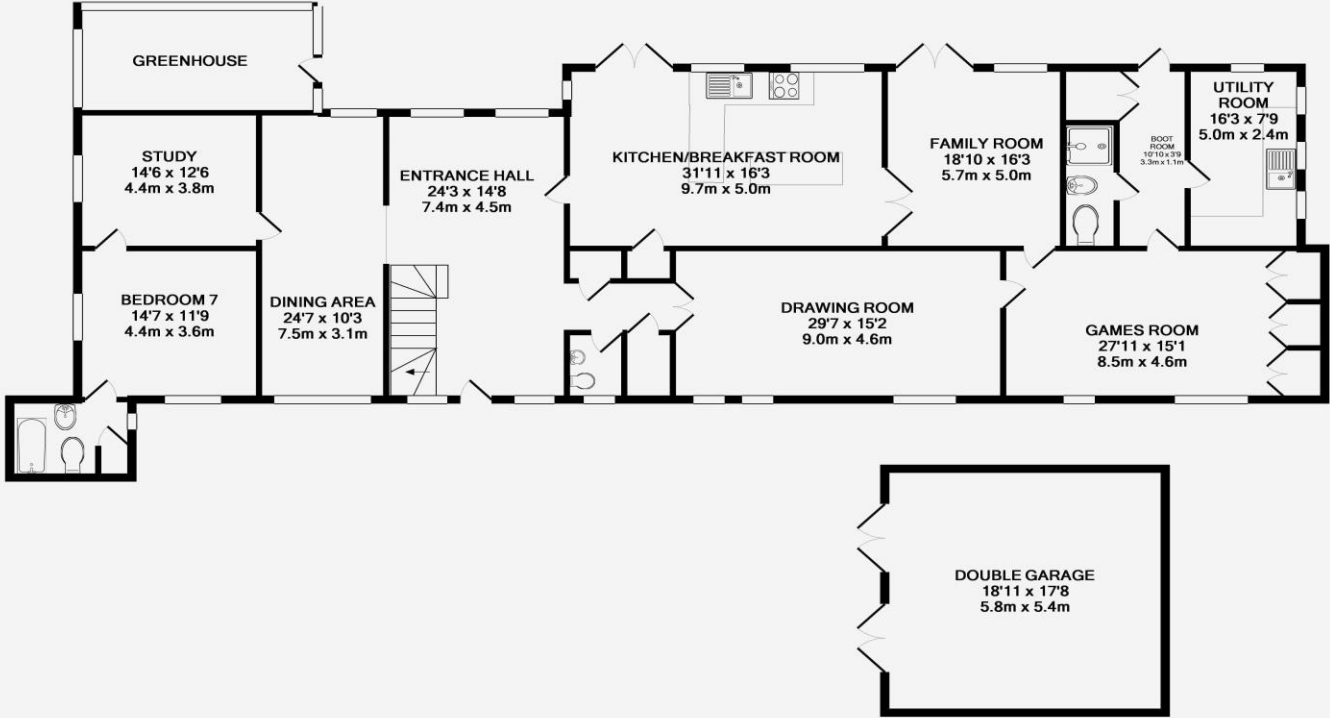 GREENHOUSE
STUDY
14'6 x 12'6
4.4m x 3.8m
BEDROOM 7
14'7 x 11'9
4.4m x 3.6m
DINING AREA
24'7 x 10'3
7.5m x 3.1m
ENTRANCE HALL
24'3 x 14'8
7.4m x 4.5m
KITCHEN/BREAKFAST ROOM
31'11 x 16'3
9.7m x 5.0m
FAMILY ROOM
18'10 x 16'3
5.7m x 5.0m
BOOT
ROOM
10'10 x 3'9
3.3m x 1.1m
UTILITY
ROOM
16'3 x 7'9
5.0m x 2.4m
DRAWING ROOM
29'7 x 15'2
9.0m x 4.6m
GAMES ROOM
27'11 x 15'1
8.5m x 4.6m
DOUBLE GARAGE
18'11 x 17'8
5.8m x 5.4m